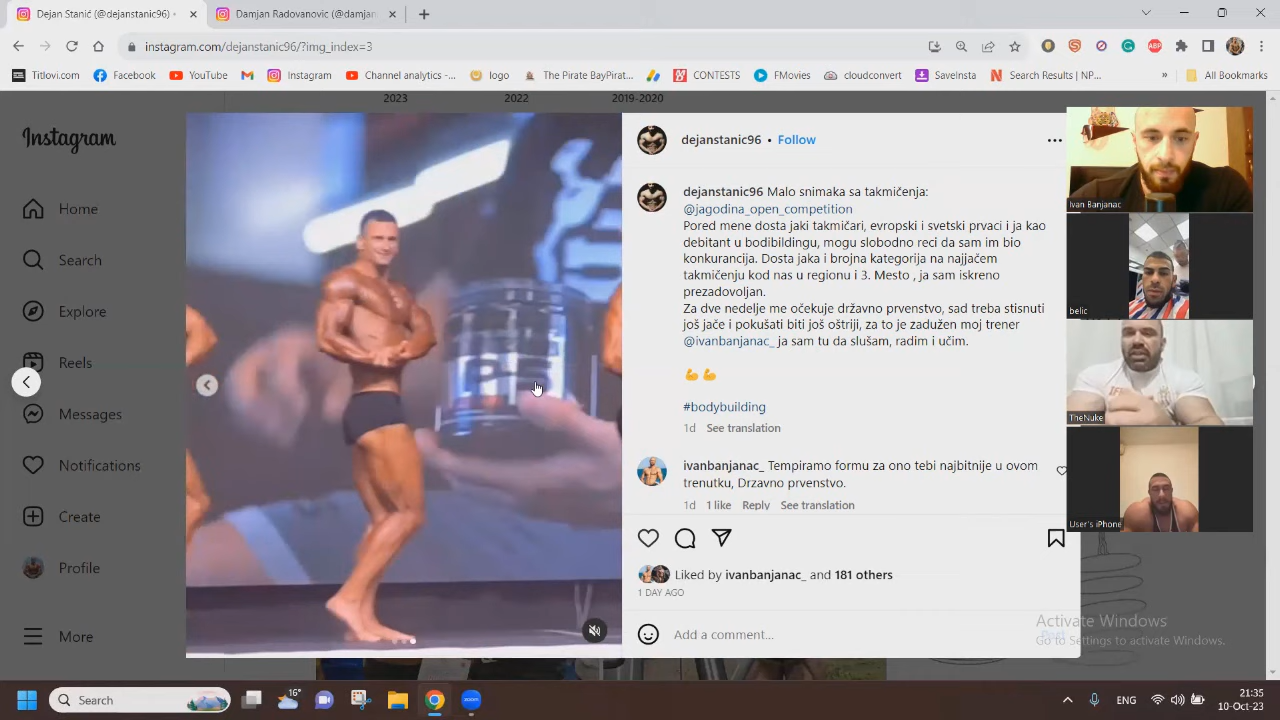 Dejan Stanić (@dejanstanic96) •
Damjan Radovanovic (@damjan
instagram.com/dejanstanic96/?img_index=3
Titlovi.com
Facebook
YouTube
Gmail
Instagram
Channel analytics -...
logo
The Pirate BayPirat...
CONTESTS
FMovies
cloudconvert
SaveInsta
Search Results | NP...
»
All Bookmarks
2023
2022
2019-2020
Instagram
Home
Search
Explore
Reels
Messages
Notifications
Create
Profile
More
dejanstanic96 • Follow
dejanstanic96 Malo snimaka sa takmičenja:
@jagodina_open_competition
Pored mene dosta jaki takmičari, evropski i svetski prvaci i ja kao
debitant u bodibildingu, mogu slobodno reci da sam im bio
konkurancija. Dosta jaka i brojna kategorija na najjačem
takmičenju kod nas u regionu i 3. Mesto , ja sam iskreno
prezadovoljan.
Za dve nedelje me očekuje državno prvenstvo, sad treba stisnuti
još jače i pokušati biti još oštriji, za to je zadužen moj trener
@ivanbanjanac_ ja sam tu da slušam, radim i učim.
#bodybuilding
1d See translation
ivanbanjanac_ Tempiramo formu za ono tebi najbitnije u ovom
trenutku, Drzavno prvenstvo.
1d 1 like Reply See translation
Liked by ivanbanjanac_ and 181 others
1 DAY AGO
Add a comment...
Post
Ivan Banjanac
belic
TheNuke
User's iPhone
Activate Windows
Go to Settings to activate Windows.
Search
16°
ENG
21:35
10-Oct-23